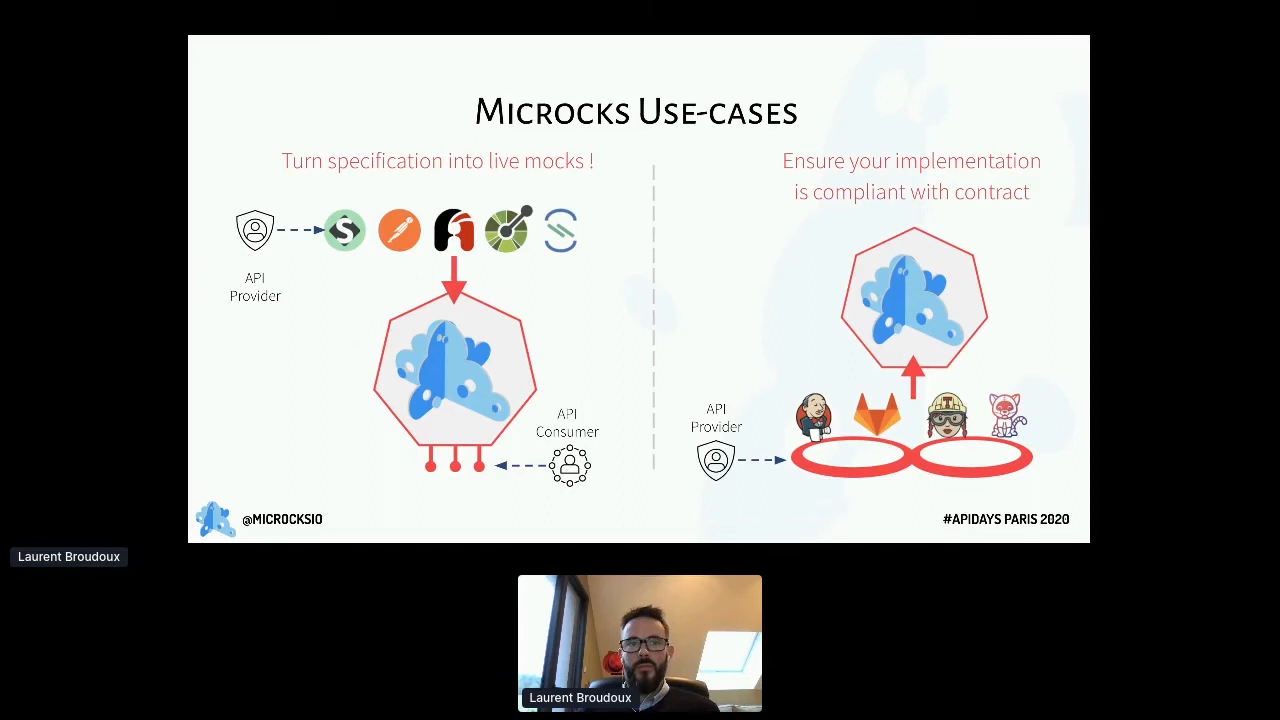 Microcks Use-cases
Turn specification into live mocks !
Ensure your implementation
is compliant with contract
S
API
Provider
API
Consumer
API
Provider
T
@MICROCKSIO
#APIDAYS PARIS 2020
Laurent Broudoux
Laurent Broudoux